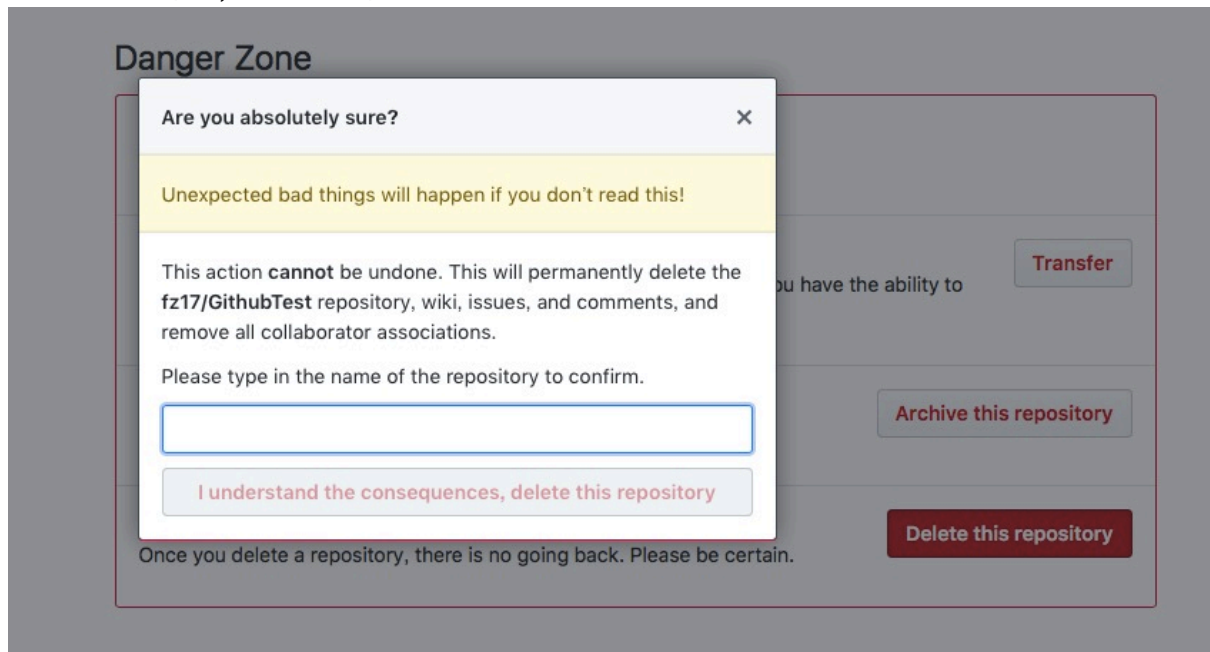 Danger Zone
Are you absolutely sure?
Unexpected bad things will happen if you don't read this!
This action cannot be undone. This will permanently delete the
fz17/GithubTest repository, wiki, issues, and comments, and
remove all collaborator associations.
Please type in the name of the repository to confirm.
I understand the consequences, delete this repository
Transfer
you have the ability to
Archive this repository
Delete this repository
Once you delete a repository, there is no going back. Please be certain.